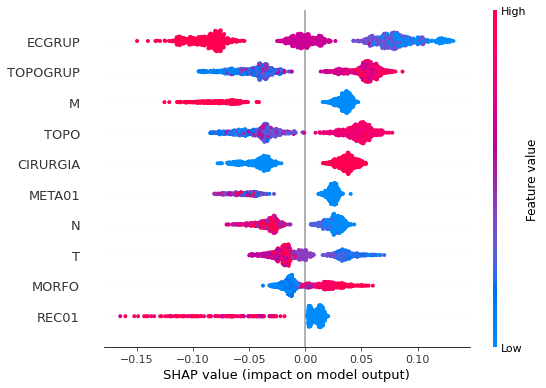 High
ECGRUP
TOPOGRUP
M
TOPO
CIRURGIA
META01
N
T
MORFO
REC01
Low
Feature value
−0.15 −0.10 −0.05 0.00 0.05 0.10
SHAP value (impact on model output)